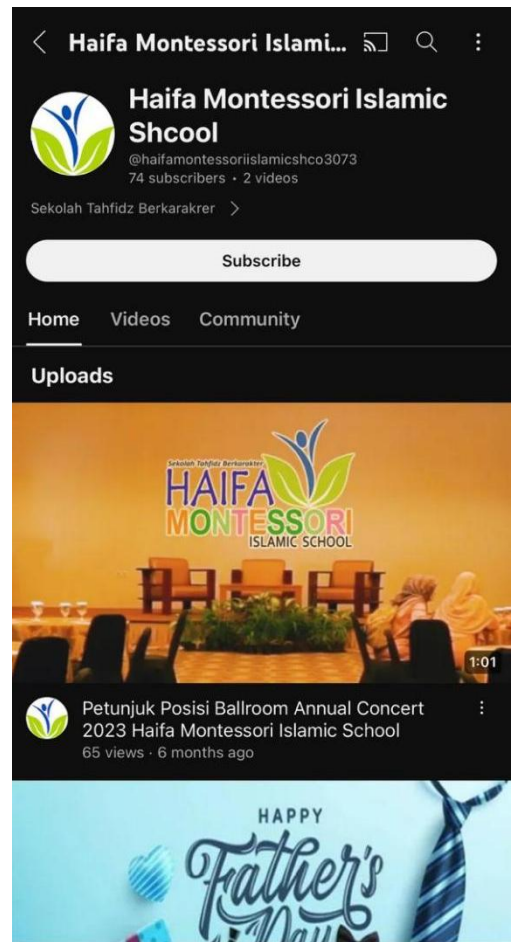 Haifa Montessori Islami...
Haifa Montessori Islamic
Shcool
@haifamontessoriislamicshco3073
74 subscribers • 2 videos
Sekolah Tahfidz Berkarakrer
Subscribe
Home Videos Community
Uploads
Sekolah Tahfidz Berkarakter
HAIFA
MONTESSORI
ISLAMIC SCHOOL
1:01
Petunjuk Posisi Ballroom Annual Concert
2023 Haifa Montessori Islamic School
65 views · 6 months ago
HAPPY
Father's
Day